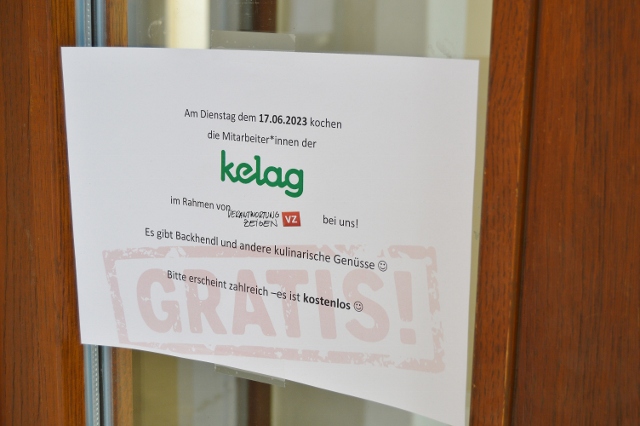 Am Dienstag dem 17.06.2023 kochen
die Mitarbeiter*innen der
kelag
im Rahmen von VERANTWORTUNG ZEIGEN VZ bei uns!
Es gibt Backhendl und andere kulinarische Genüsse ☺
Bitte erscheint zahlreich –es ist kostenlos ☺
GRATIS!